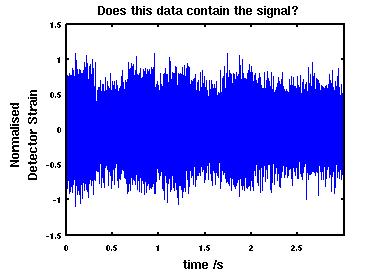 Does this data contain the signal?
1.5
1
0.5
0
-0.5
-1
-1.5
Normalised
Detector Strain
0 0.5 1 1.5 2 2.5
time /s